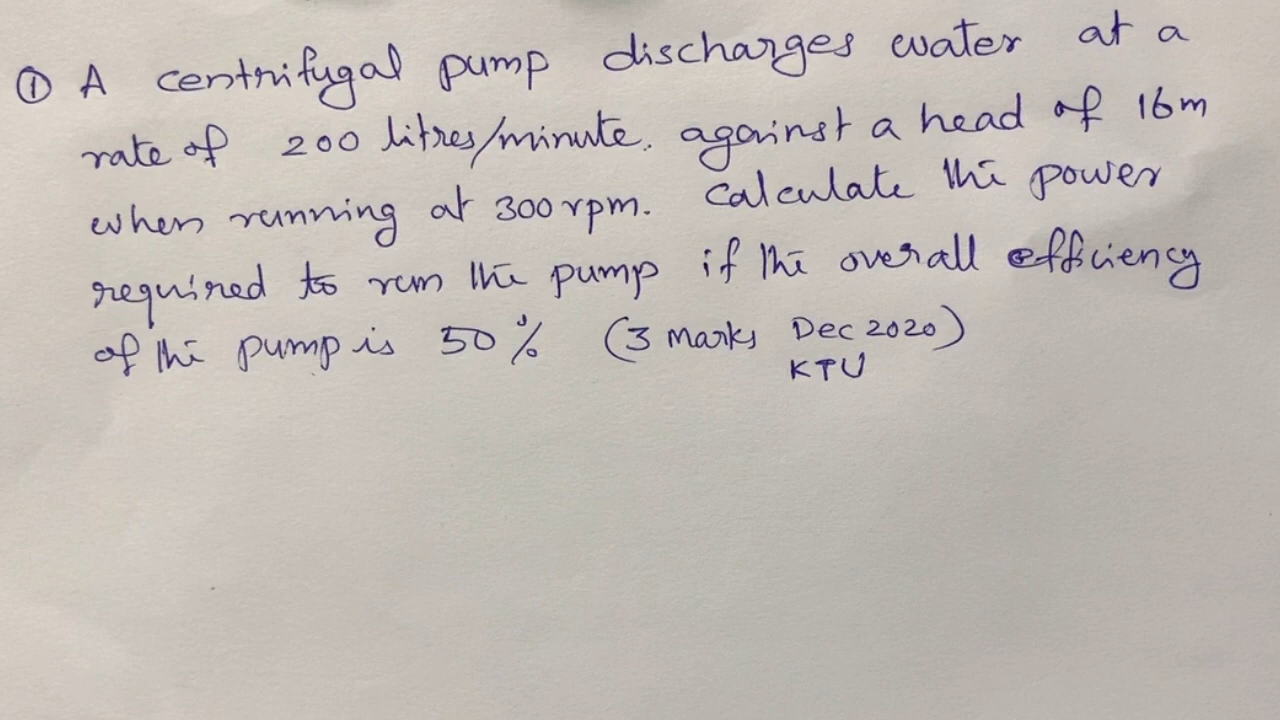 ① A centrifugal pump discharges water at a
rate of 200 litres/minute. against a head of 16m
when running at 300 rpm. Calculate the power
required to run the pump if the overall efficiency
of the pump is 50% (3 marks Dec 2020)
KTU